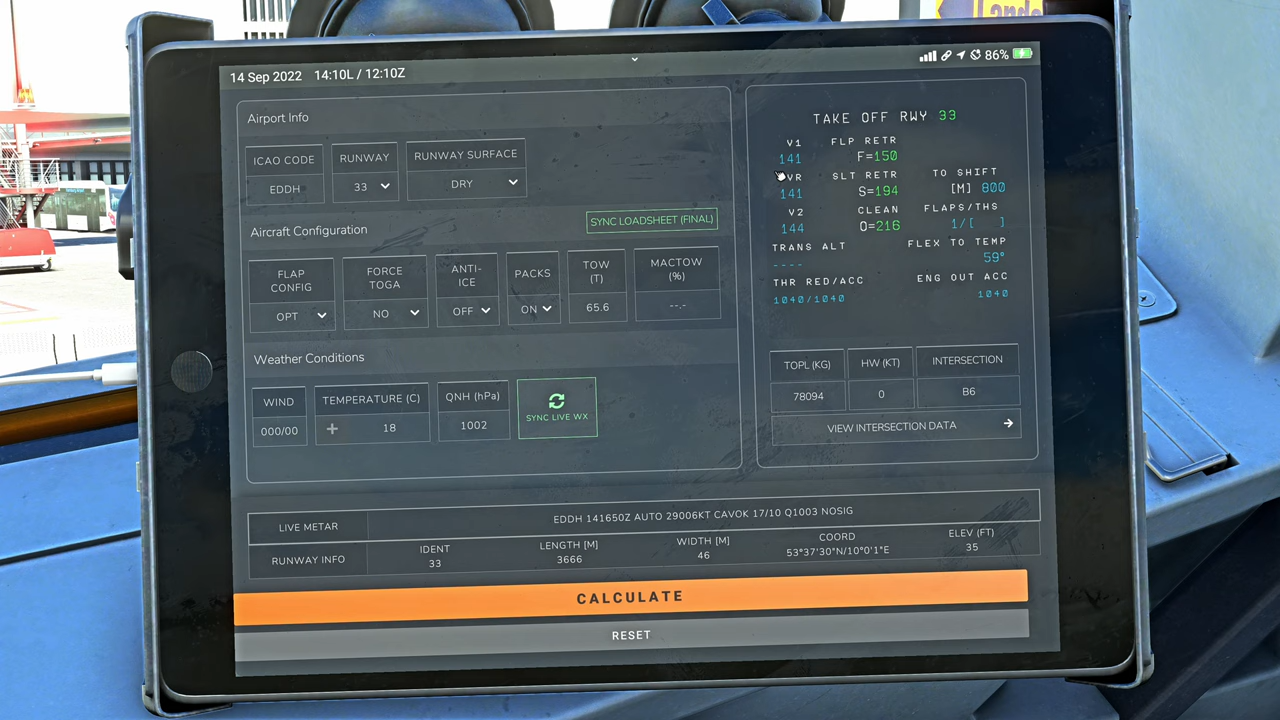 14 Sep 2022 14:10L / 12:10Z
86%
Airport Info
ICAO CODE
EDDH
RUNWAY
33
RUNWAY SURFACE
DRY
Aircraft Configuration
SYNC LOADSHEET (FINAL)
FLAP CONFIG
OPT
FORCE TOGA
NO
ANTI-ICE
OFF
PACKS
ON
TOW (T)
65.6
MACTOW (%)
--.-
Weather Conditions
WIND
000/00
TEMPERATURE (C)
+ 18
QNH (hPa)
1002
SYNC LIVE WX
TAKE OFF RWY 33
V1
141
FLP RETR
F=150
VR
141
SLT RETR
S=194
TO SHIFT
[M] 800
V2
144
CLEAN
O=216
FLAPS/THS
1/[ ]
TRANS ALT
----
FLEX TO TEMP
59°
THR RED/ACC
1040/1040
ENG OUT ACC
1040
TOPL (KG)
78094
HW (KT)
0
INTERSECTION
B6
VIEW INTERSECTION DATA
LIVE METAR
EDDH 141650Z AUTO 29006KT CAVOK 17/10 Q1003 NOSIG
RUNWAY INFO
IDENT
33
LENGTH [M]
3666
WIDTH [M]
46
COORD
53°37'30"N/10°0'1"E
ELEV (FT)
35
CALCULATE
RESET